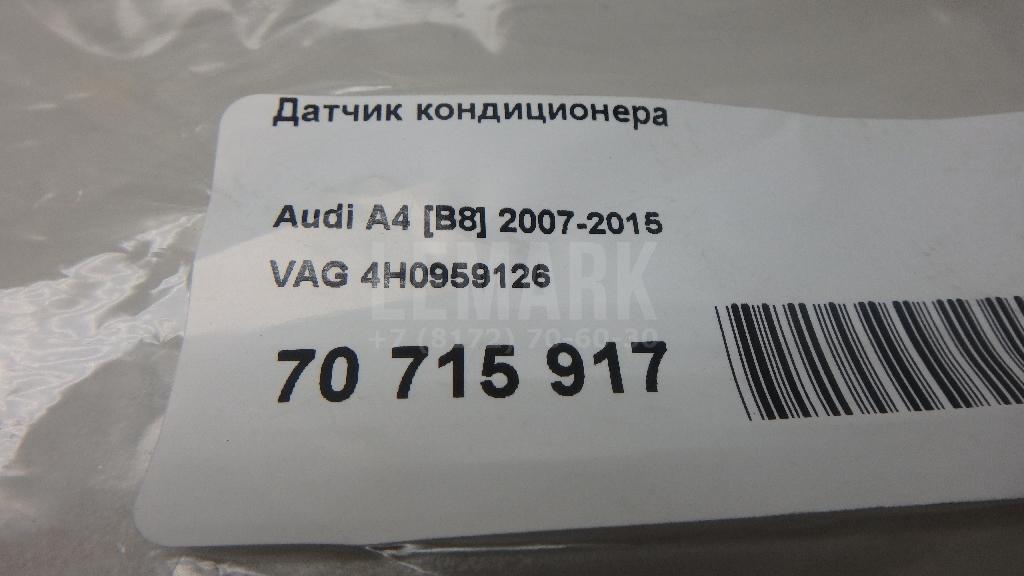 Датчик кондиционера
Audi A4 [B8] 2007-2015
VAG 4H0959126
LEMARK
+7 (8172) 70-60-30
70 715 917